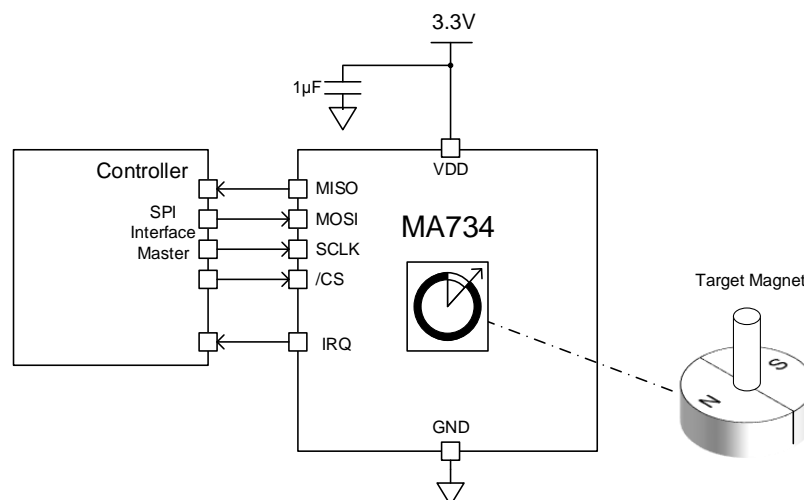 3.3V
1µF
VDD
Controller
SPI
Interface
Master
MISO
MOSI
SCLK
/CS
IRQ
MA734
GND
Target Magnet
S
N